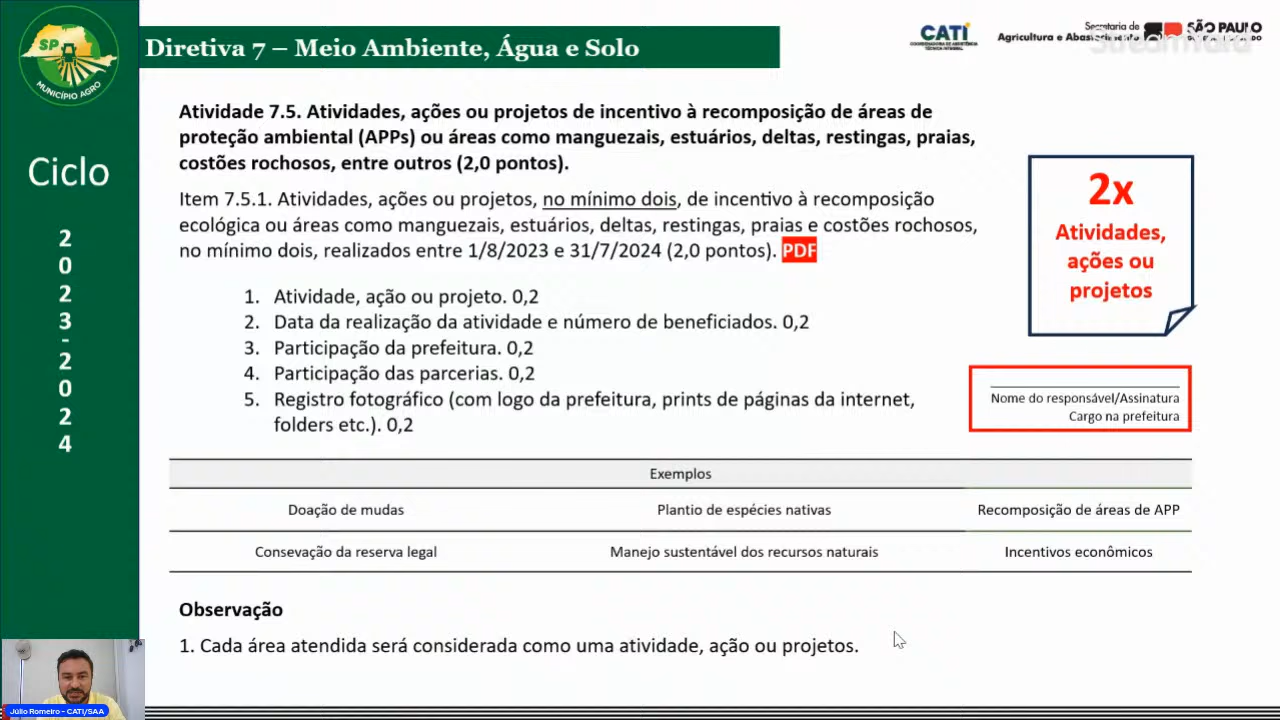 SP
MUNICÍPIO AGRO
Diretiva 7 – Meio Ambiente, Água e Solo
CATI
COORDENADORIA DE ASSISTÊNCIA
TÉCNICA INTEGRAL
Secretaria de
Agricultura e Abastecimento
SÃO PAULO
Ciclo
2
0
2
3
-
2
0
2
4
Atividade 7.5. Atividades, ações ou projetos de incentivo à recomposição de áreas de
proteção ambiental (APPs) ou áreas como manguezais, estuários, deltas, restingas, praias,
costões rochosos, entre outros (2,0 pontos).
Item 7.5.1. Atividades, ações ou projetos, no mínimo dois, de incentivo à recomposição
ecológica ou áreas como manguezais, estuários, deltas, restingas, praias e costões rochosos,
no mínimo dois, realizados entre 1/8/2023 e 31/7/2024 (2,0 pontos). PDF
1. Atividade, ação ou projeto. 0,2
2. Data da realização da atividade e número de beneficiados. 0,2
3. Participação da prefeitura. 0,2
4. Participação das parcerias. 0,2
5. Registro fotográfico (com logo da prefeitura, prints de páginas da internet,
folders etc.). 0,2
2x
Atividades,
ações ou
projetos
Nome do responsável/Assinatura
Cargo na prefeitura
Exemplos
Doação de mudas Plantio de espécies nativas Recomposição de áreas de APP
Consevação da reserva legal Manejo sustentável dos recursos naturais Incentivos econômicos
Observação
1. Cada área atendida será considerada como uma atividade, ação ou projetos.
Júlio Romeiro - CATI/SAA